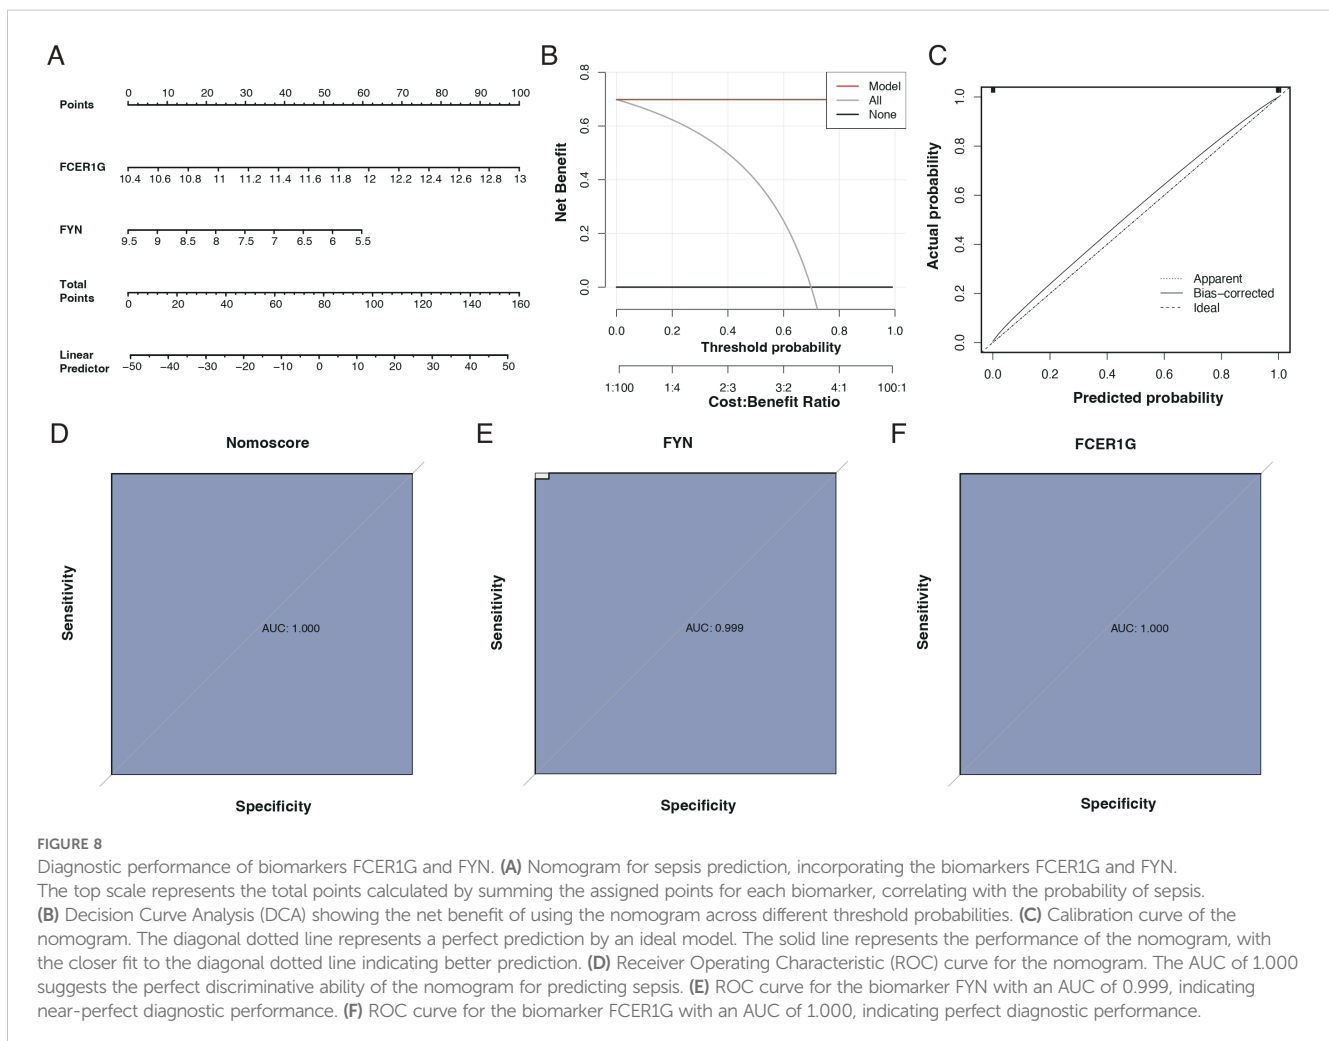 A
Points
0 10 20 30 40 50 60 70 80 90 100
FCER1G
10.4 10.6 10.8 11 11.2 11.4 11.6 11.8 12 12.2 12.4 12.6 12.8 13
FYN
9.5 9 8.5 8 7.5 7 6.5 6 5.5
Total
Points
0 20 40 60 80 100 120 140 160
Linear
Predictor
−50 −40 −30 −20 −10 0 10 20 30 40 50
B
Net Benefit
0.8
0.6
0.4
0.2
0.0
Model
All
None
0.0 0.2 0.4 0.6 0.8 1.0
Threshold probability
1:100 1:4 2:3 3:2 4:1 100:1
Cost:Benefit Ratio
C
Actual probability
1.0
0.8
0.6
0.4
0.2
0.0
Apparent
Bias−corrected
Ideal
0.0 0.2 0.4 0.6 0.8 1.0
Predicted probability
D
Nomoscore
Sensitivity
AUC: 1.000
Specificity
E
FYN
Sensitivity
AUC: 0.999
Specificity
F
FCER1G
Sensitivity
AUC: 1.000
Specificity
FIGURE 8
Diagnostic performance of biomarkers FCER1G and FYN. (A) Nomogram for sepsis prediction, incorporating the biomarkers FCER1G and FYN.
The top scale represents the total points calculated by summing the assigned points for each biomarker, correlating with the probability of sepsis.
(B) Decision Curve Analysis (DCA) showing the net benefit of using the nomogram across different threshold probabilities. (C) Calibration curve of the
nomogram. The diagonal dotted line represents a perfect prediction by an ideal model. The solid line represents the performance of the nomogram, with
the closer fit to the diagonal dotted line indicating better prediction. (D) Receiver Operating Characteristic (ROC) curve for the nomogram. The AUC of 1.000
suggests the perfect discriminative ability of the nomogram for predicting sepsis. (E) ROC curve for the biomarker FYN with an AUC of 0.999, indicating
near-perfect diagnostic performance. (F) ROC curve for the biomarker FCER1G with an AUC of 1.000, indicating perfect diagnostic performance.